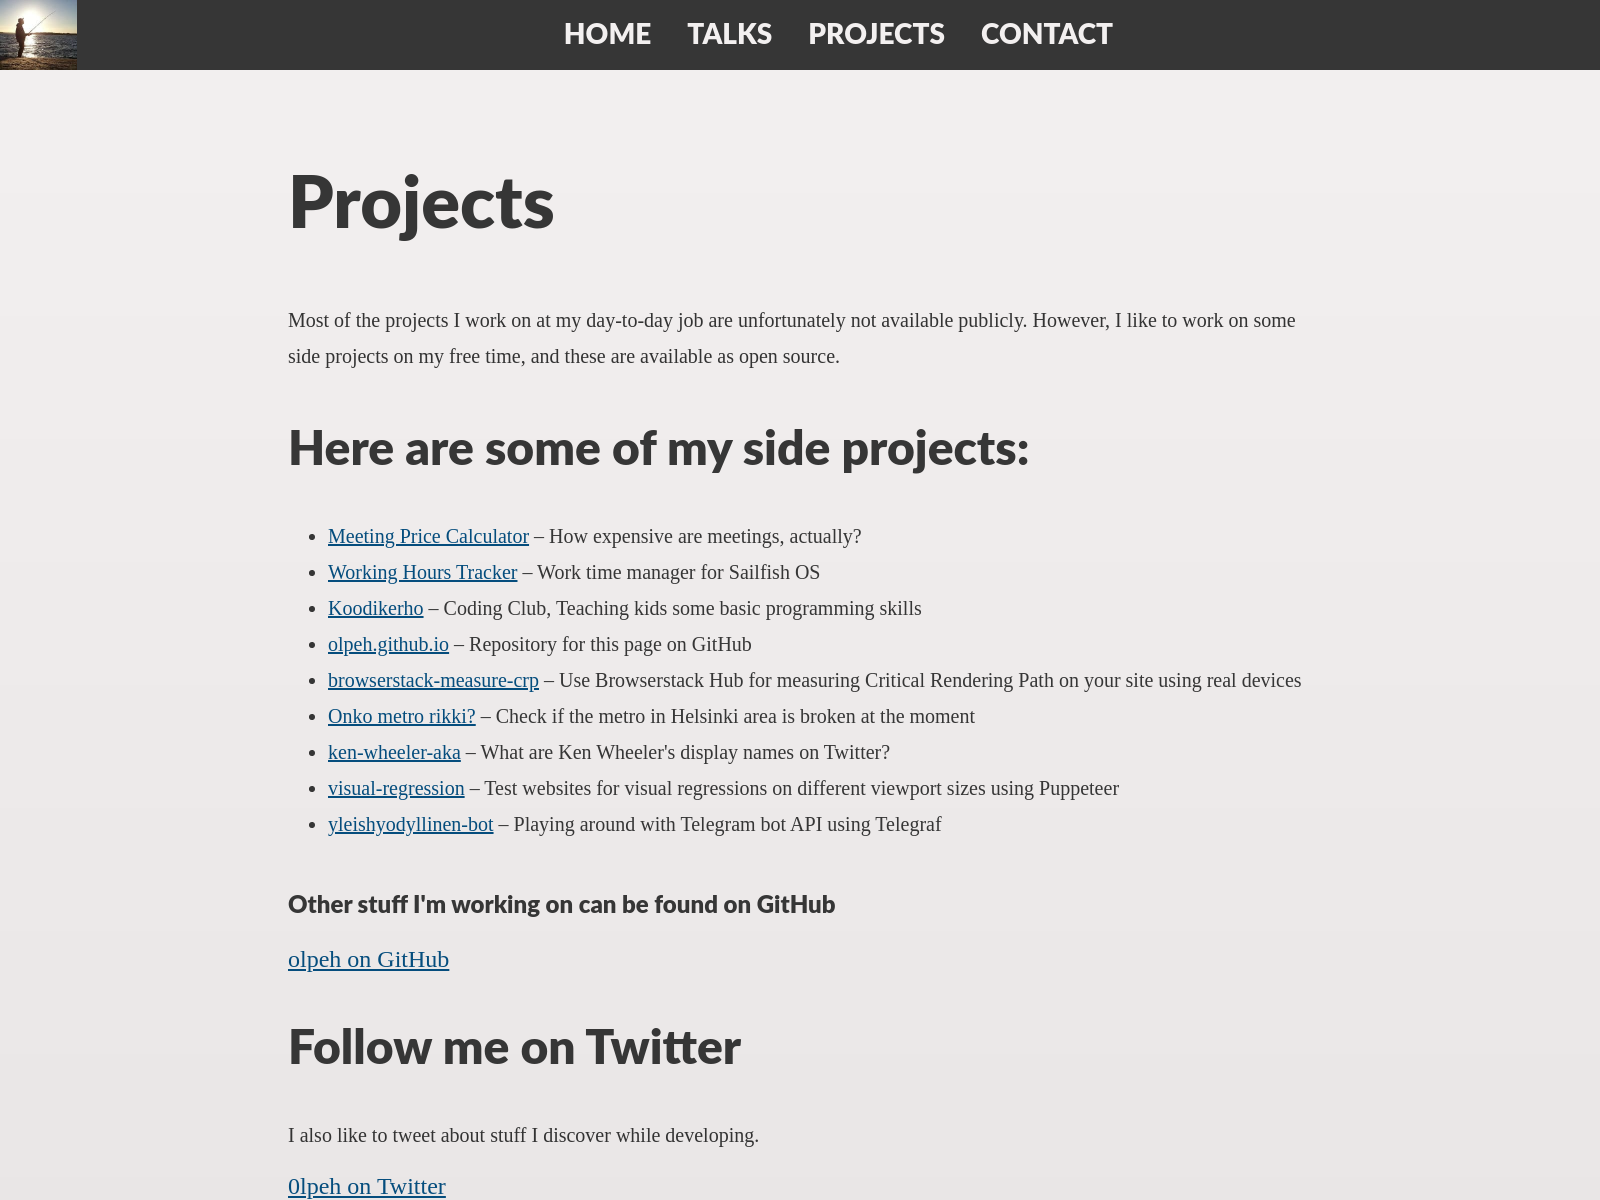 HOME TALKS PROJECTS CONTACT
Projects
Most of the projects I work on at my day-to-day job are unfortunately not available publicly. However, I like to work on some
side projects on my free time, and these are available as open source.
Here are some of my side projects:
• Meeting Price Calculator – How expensive are meetings, actually?
• Working Hours Tracker – Work time manager for Sailfish OS
• Koodikerho – Coding Club, Teaching kids some basic programming skills
• olpeh.github.io – Repository for this page on GitHub
• browserstack-measure-crp – Use Browserstack Hub for measuring Critical Rendering Path on your site using real devices
• Onko metro rikki? – Check if the metro in Helsinki area is broken at the moment
• ken-wheeler-aka – What are Ken Wheeler's display names on Twitter?
• visual-regression – Test websites for visual regressions on different viewport sizes using Puppeteer
• yleishyodyllinen-bot – Playing around with Telegram bot API using Telegraf
Other stuff I'm working on can be found on GitHub
olpeh on GitHub
Follow me on Twitter
I also like to tweet about stuff I discover while developing.
0lpeh on Twitter